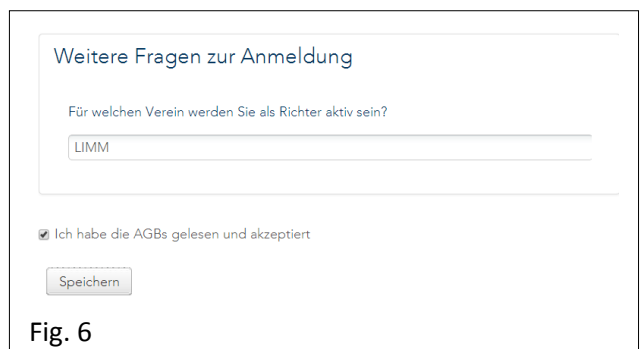 Weitere Fragen zur Anmeldung
Für welchen Verein werden Sie als Richter aktiv sein?
LIMM
Ich habe die AGBs gelesen und akzeptiert
Speichern
Fig. 6